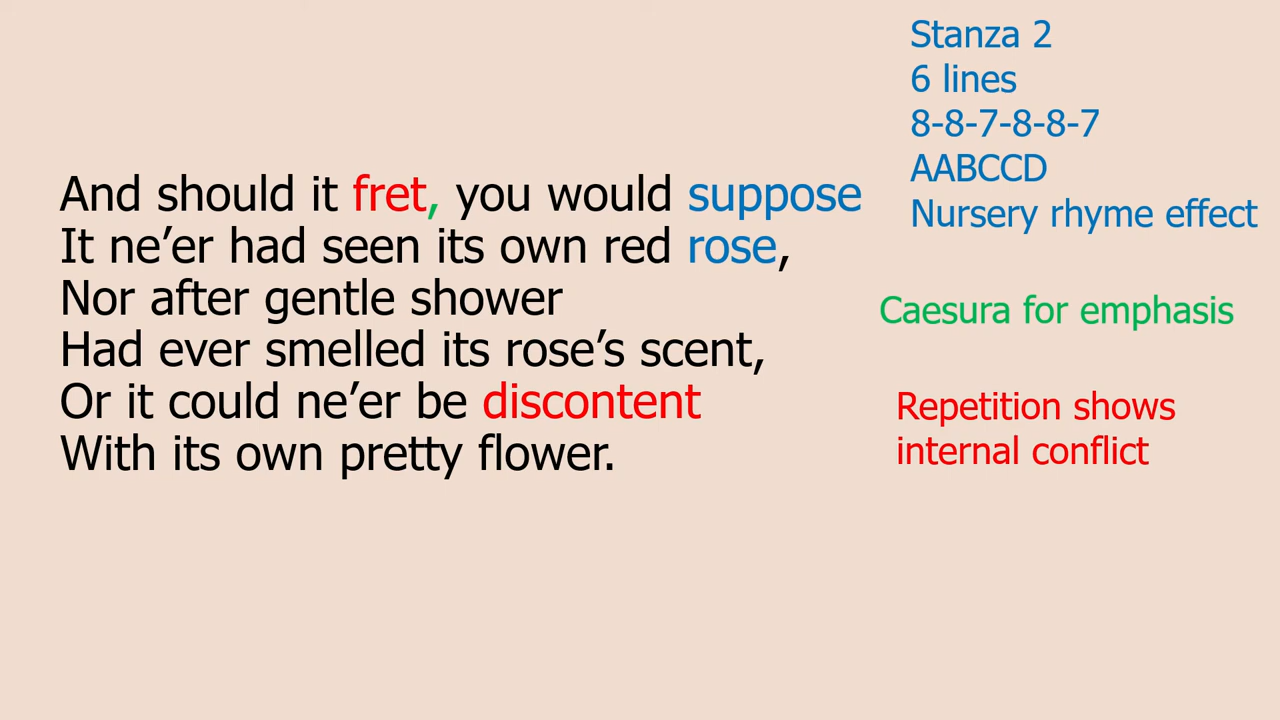 And should it fret, you would suppose
It ne’er had seen its own red rose,
Nor after gentle shower
Had ever smelled its rose’s scent,
Or it could ne’er be discontent
With its own pretty flower.
Stanza 2
6 lines
8-8-7-8-8-7
AABCCD
Nursery rhyme effect
Caesura for emphasis
Repetition shows
internal conflict